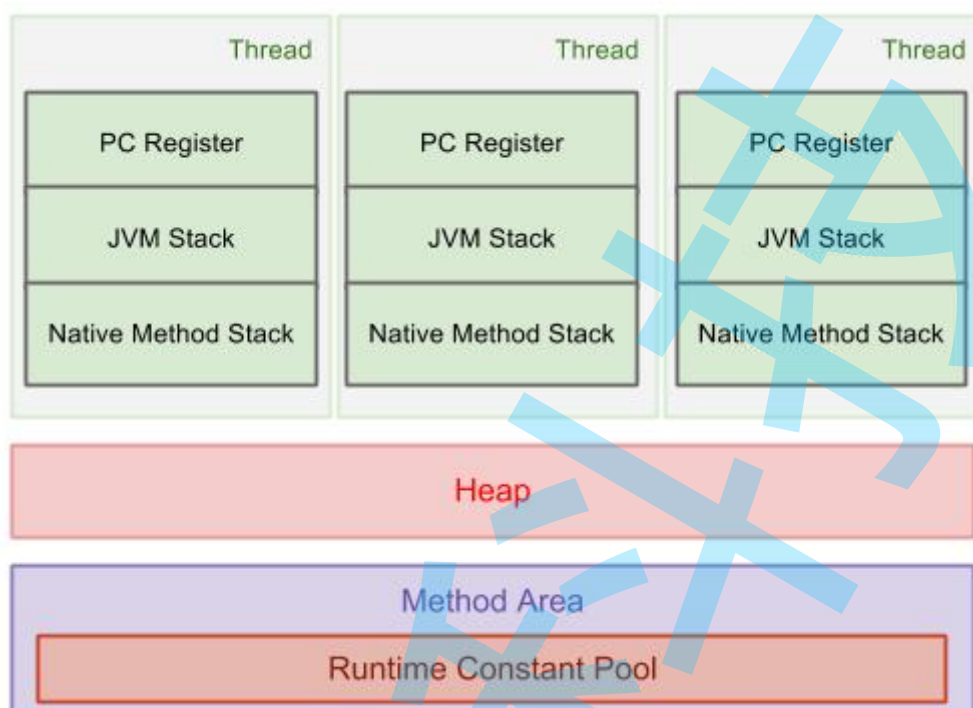 Thread Thread Thread
PC Register PC Register PC Register
JVM Stack JVM Stack JVM Stack
Native Method Stack Native Method Stack Native Method Stack
Heap
Method Area
Runtime Constant Pool